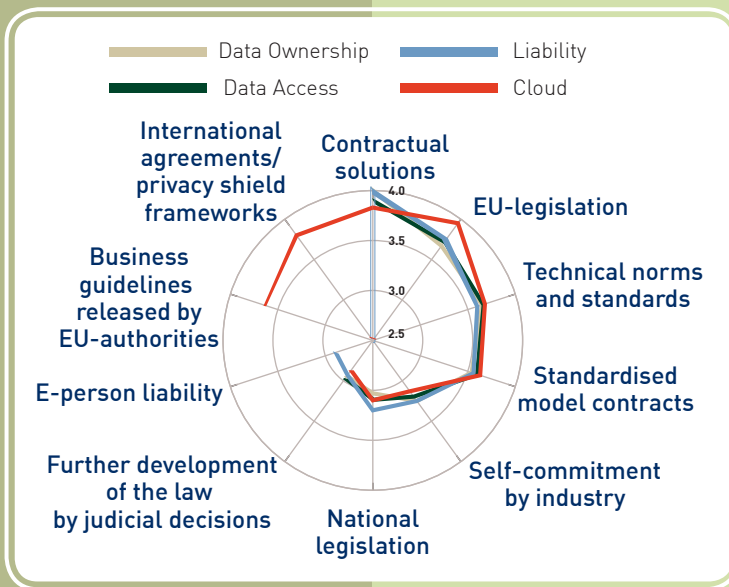 Data Ownership
Liability
Data Access
Cloud
International
agreements/
privacy shield
frameworks
Contractual
solutions
EU-legislation
Technical norms
and standards
Standardised
model contracts
Self-commitment
by industry
National
legislation
Further development
of the law
by judicial decisions
E-person liability
Business
guidelines
released by
EU-authorities
4.0
3.5
3.0
2.5